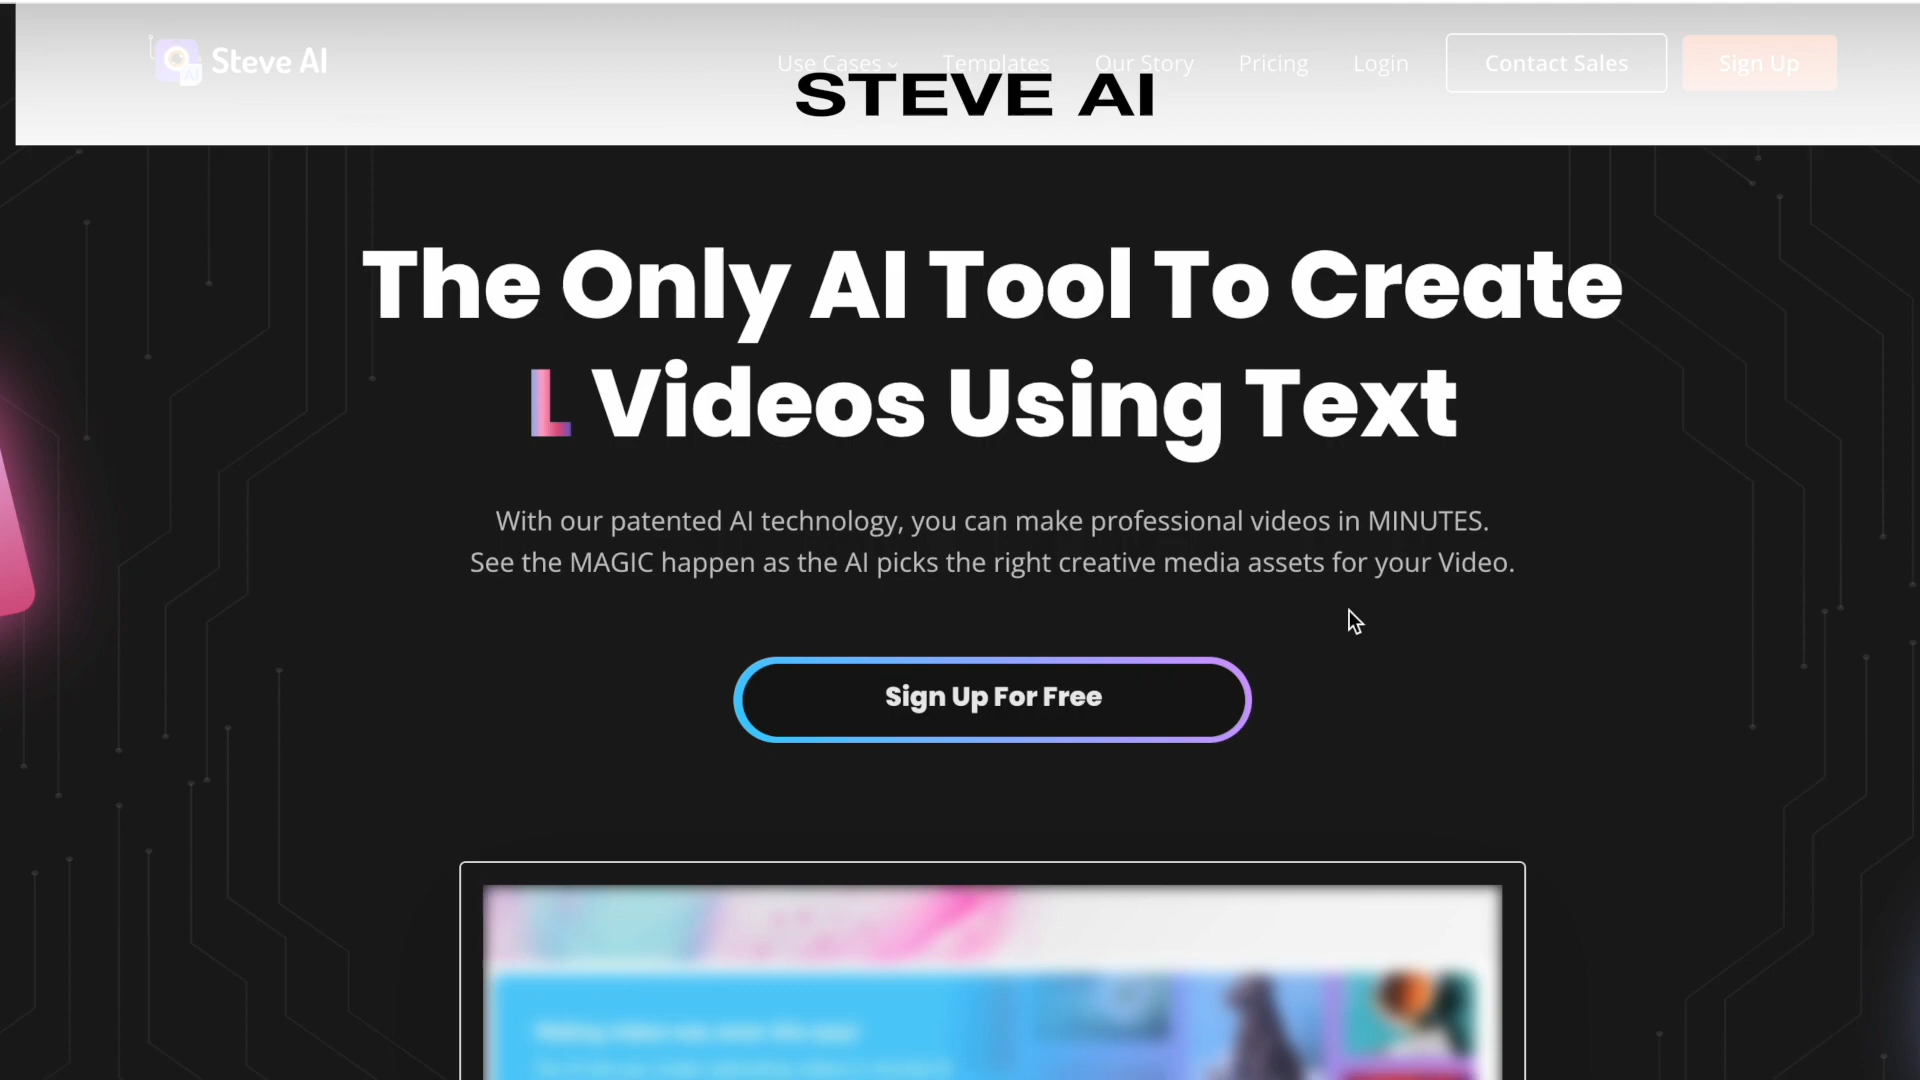 Steve AI
Use Cases
Templates
Our Story
Pricing
Login
Contact Sales
Sign Up
STEVE AI
The Only AI Tool To Create
L Videos Using Text
With our patented AI technology, you can make professional videos in MINUTES.
See the MAGIC happen as the AI picks the right creative media assets for your Video.
Sign Up For Free